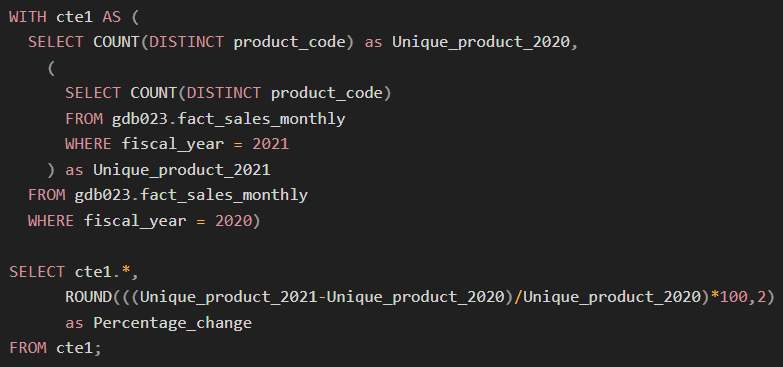 WITH cte1 AS (
SELECT COUNT(DISTINCT product_code) as Unique_product_2020,
(
SELECT COUNT(DISTINCT product_code)
FROM gdb023.fact_sales_monthly
WHERE fiscal_year = 2021
) as Unique_product_2021
FROM gdb023.fact_sales_monthly
WHERE fiscal_year = 2020)
SELECT cte1.*,
ROUND(((Unique_product_2021-Unique_product_2020)/Unique_product_2020)*100,2)
as Percentage_change
FROM cte1;